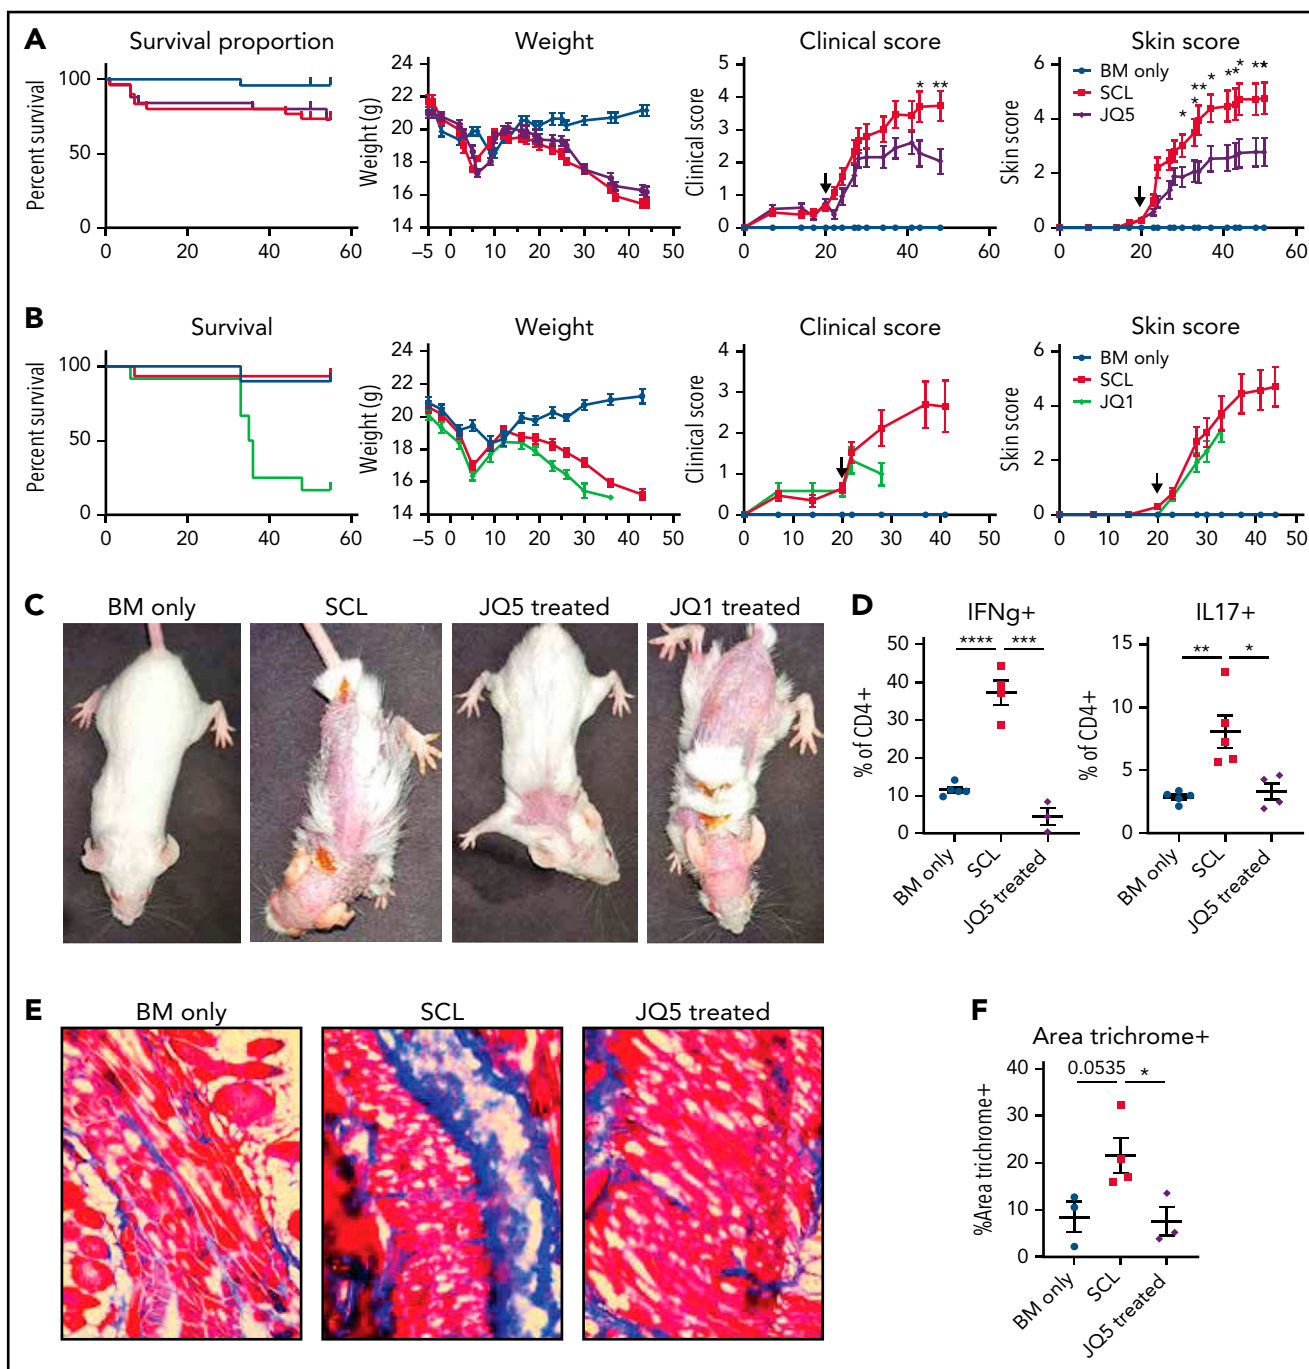 A
Survival proportion
Percent survival
100
50
0
0 20 40 60
Weight
Weight (g)
24
22
20
18
16
14
-5 0 10 20 30 40 50
Clinical score
Clinical score
5
4
3
2
1
0
0 20 40 60
* **
Skin score
Skin score
6
4
2
0
0 20 40 60
* * ** * ** * **
BM only
SCL
JQ5
B
Survival
Percent survival
100
50
0
0 20 40 60
Weight
Weight (g)
24
22
20
18
16
14
-5 0 10 20 30 40 50
Clinical score
Clinical score
4
3
2
1
0
0 10 20 30 40 50
Skin score
Skin score
6
4
2
0
0 10 20 30 40 50
BM only
SCL
JQ1
C
BM only
SCL
JQ5 treated
JQ1 treated
D
IFNg+
% of CD4+
50
40
30
20
10
0
**** ***
BM only
SCL
JQ5 treated
IL17+
% of CD4+
15
10
5
0
** *
BM only
SCL
JQ5 treated
E
BM only
SCL
JQ5 treated
F
Area trichrome+
%Area trichrome+
40
30
20
10
0
0.0535 *
BM only
SCL
JQ5 treated